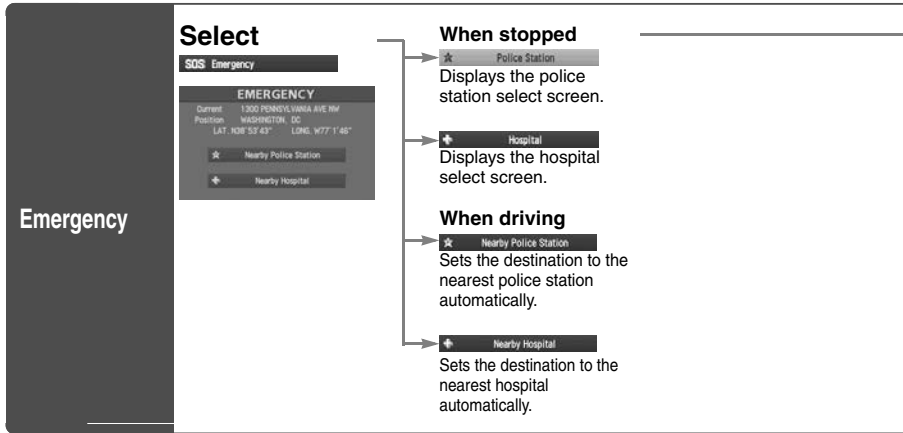 Emergency
Select
SOS Emergency
EMERGENCY
Current 1300 PENNSYLVANIA AVE NW
Position WASHINGTON, DC
LAT. N38°53'43" LONG. W77°1'46"
Nearby Police Station
Nearby Hospital
When stopped
Police Station
Displays the police
station select screen.
Hospital
Displays the hospital
select screen.
When driving
Nearby Police Station
Sets the destination to the
nearest police station
automatically.
Nearby Hospital
Sets the destination to the
nearest hospital
automatically.